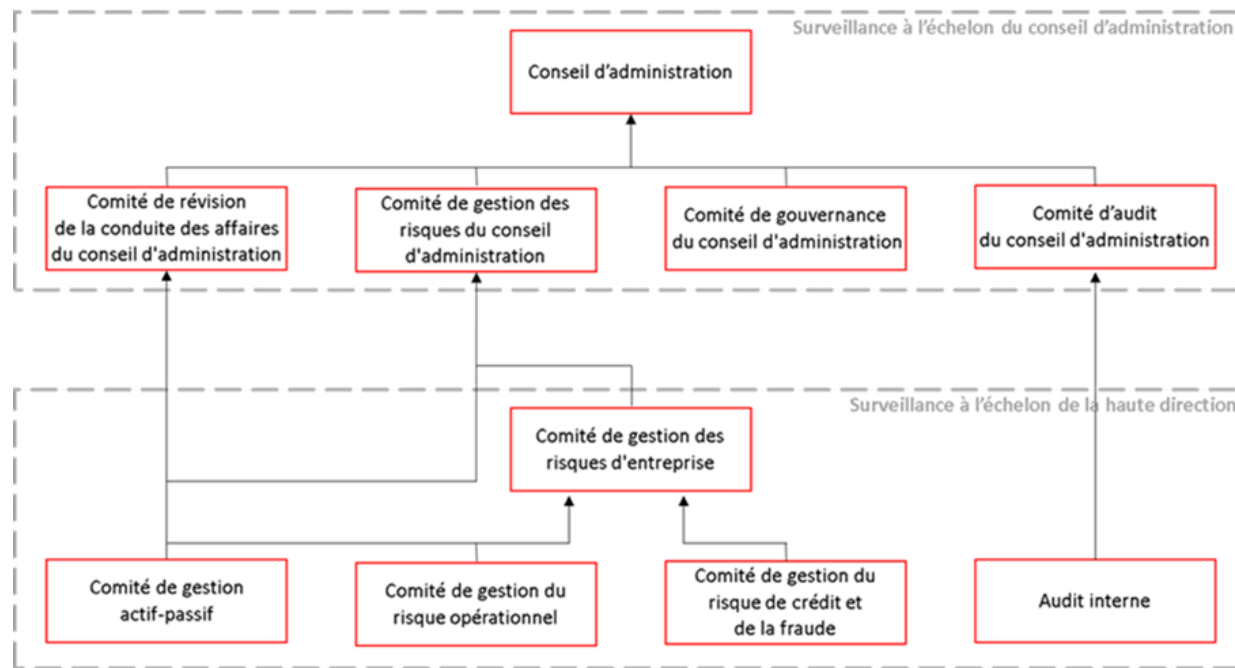 Surveillance à l’échelon du conseil d’administration
Conseil d’administration
Comité de révision
de la conduite des affaires
du conseil d'administration
Comité de gestion des
risques du conseil
d'administration
Comité de gouvernance
du conseil d'administration
Comité d’audit
du conseil d'administration
Surveillance à l’échelon de la haute direction
Comité de gestion des
risques d'entreprise
Comité de gestion
actif-passif
Comité de gestion du
risque opérationnel
Comité de gestion du
risque de crédit et
de la fraude
Audit interne